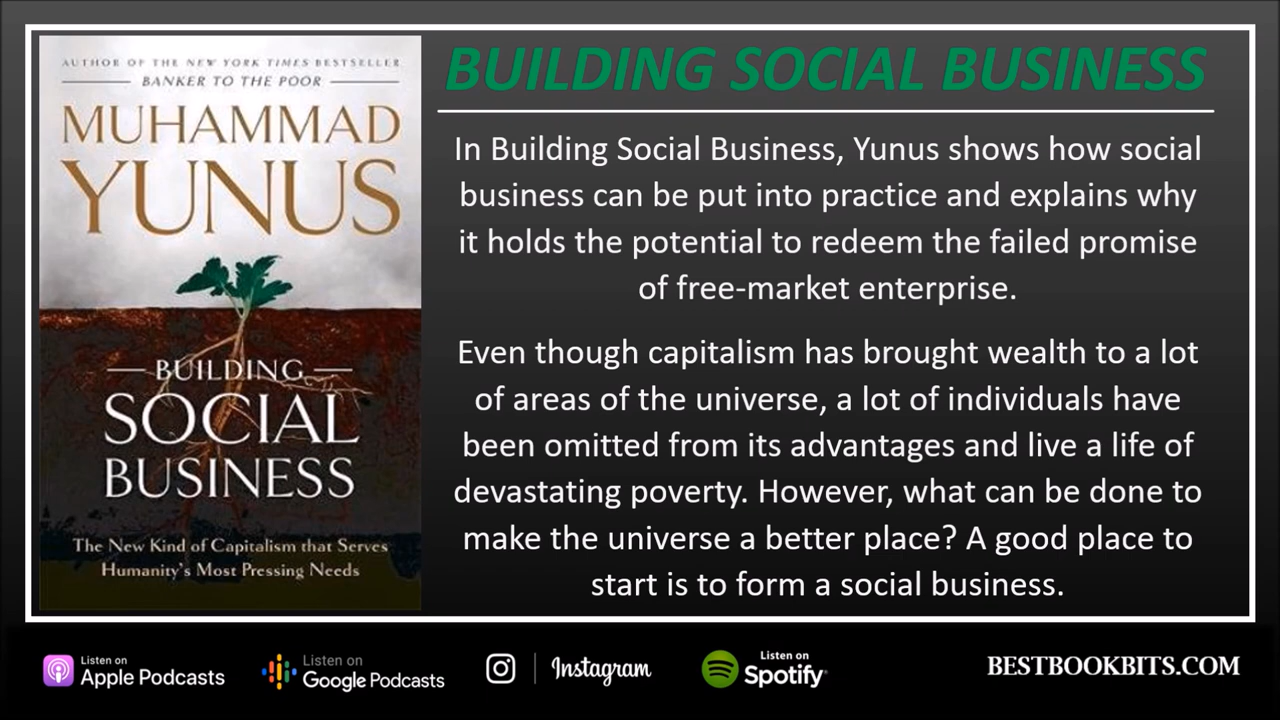 AUTHOR OF THE NEW YORK TIMES BESTSELLER
BANKER TO THE POOR
MUHAMMAD
YUNUS
BUILDING
SOCIAL
BUSINESS
The New Kind of Capitalism that Serves
Humanity's Most Pressing Needs
BUILDING SOCIAL BUSINESS
In Building Social Business, Yunus shows how social
business can be put into practice and explains why
it holds the potential to redeem the failed promise
of free-market enterprise.
Even though capitalism has brought wealth to a lot
of areas of the universe, a lot of individuals have
been omitted from its advantages and live a life of
devastating poverty. However, what can be done to
make the universe a better place? A good place to
start is to form a social business.
Listen on
Apple Podcasts
Listen on
Google Podcasts
Instagram
Listen on
Spotify
BESTBOOKBITS.COM